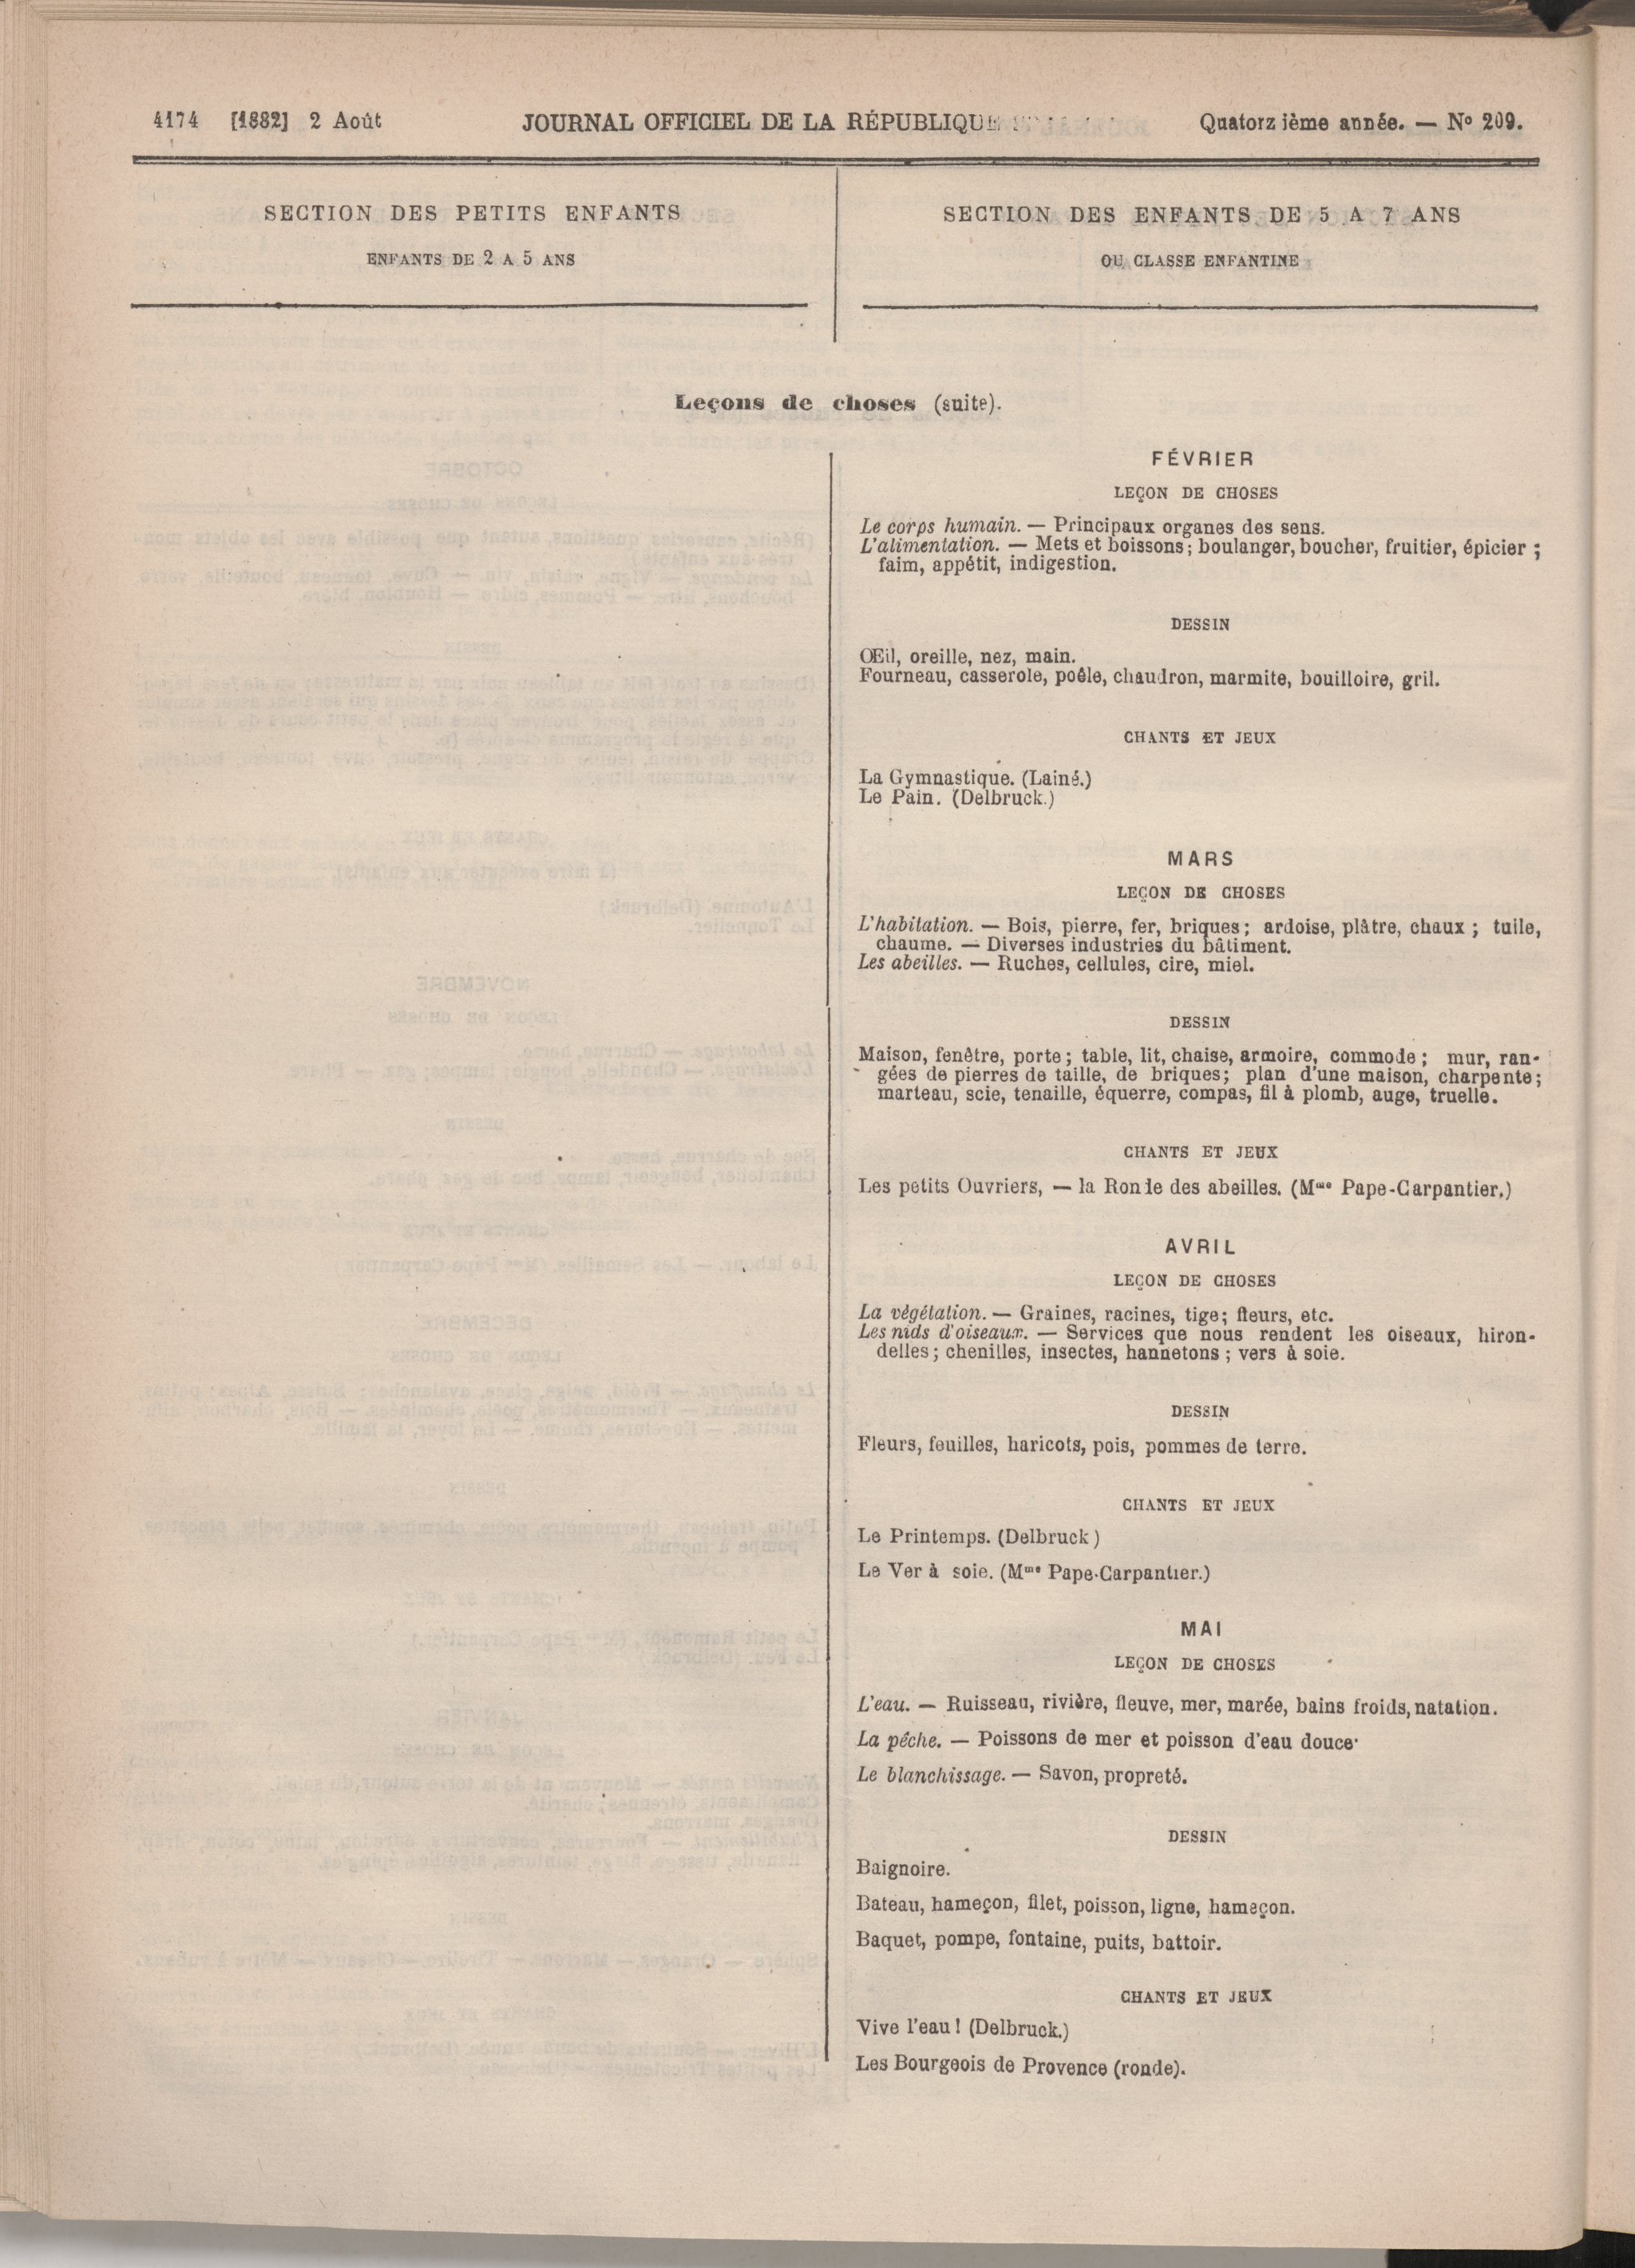 4174 [1882] 2 Août JOURNAL OFFICIEL DE LA RÉPUBLIQUE Quatorzième année. — Nº 209.
SECTION DES PETITS ENFANTS
ENFANTS DE 2 A 5 ANS
SECTION DES ENFANTS DE 5 A 7 ANS
OU CLASSE ENFANTINE
Leçons de choses (suite).
FÉVRIER
LEÇON DE CHOSES
Le corps humain. — Principaux organes des sens.
L'alimentation. — Mets et boissons; boulanger, boucher, fruitier, épicier ;
faim, appétit, indigestion.
DESSIN
Œil, oreille, nez, main.
Fourneau, casserole, poêle, chaudron, marmite, bouilloire, gril.
CHANTS ET JEUX
La Gymnastique. (Lainé.)
Le Pain. (Delbruck.)
MARS
LEÇON DE CHOSES
L'habitation. — Bois, pierre, fer, briques; ardoise, plâtre, chaux ; tuile,
chaume. — Diverses industries du bâtiment.
Les abeilles. — Ruches, cellules, cire, miel.
DESSIN
Maison, fenêtre, porte; table, lit, chaise, armoire, commode; mur, ran-
gées de pierres de taille, de briques; plan d'une maison, charpente;
marteau, scie, tenaille, équerre, compas, fil à plomb, auge, truelle.
CHANTS ET JEUX
Les petits Ouvriers, — la Ronde des abeilles. (Mme Pape-Carpantier.)
AVRIL
LEÇON DE CHOSES
La végétation. — Graines, racines, tige; fleurs, etc.
Les nids d'oiseaux. — Services que nous rendent les oiseaux, hiron-
delles; chenilles, insectes, hannetons ; vers à soie.
DESSIN
Fleurs, feuilles, haricots, pois, pommes de terre.
CHANTS ET JEUX
Le Printemps. (Delbruck )
Le Ver à soie. (Mme Pape-Carpantier.)
MAI
LEÇON DE CHOSES
L'eau. — Ruisseau, rivière, fleuve, mer, marée, bains froids, natation.
La pêche. — Poissons de mer et poisson d'eau douce.
Le blanchissage. — Savon, propreté.
DESSIN
Baignoire.
Bateau, hameçon, filet, poisson, ligne, hameçon.
Baquet, pompe, fontaine, puits, battoir.
CHANTS ET JEUX
Vive l'eau ! (Delbruck.)
Les Bourgeois de Provence (ronde).